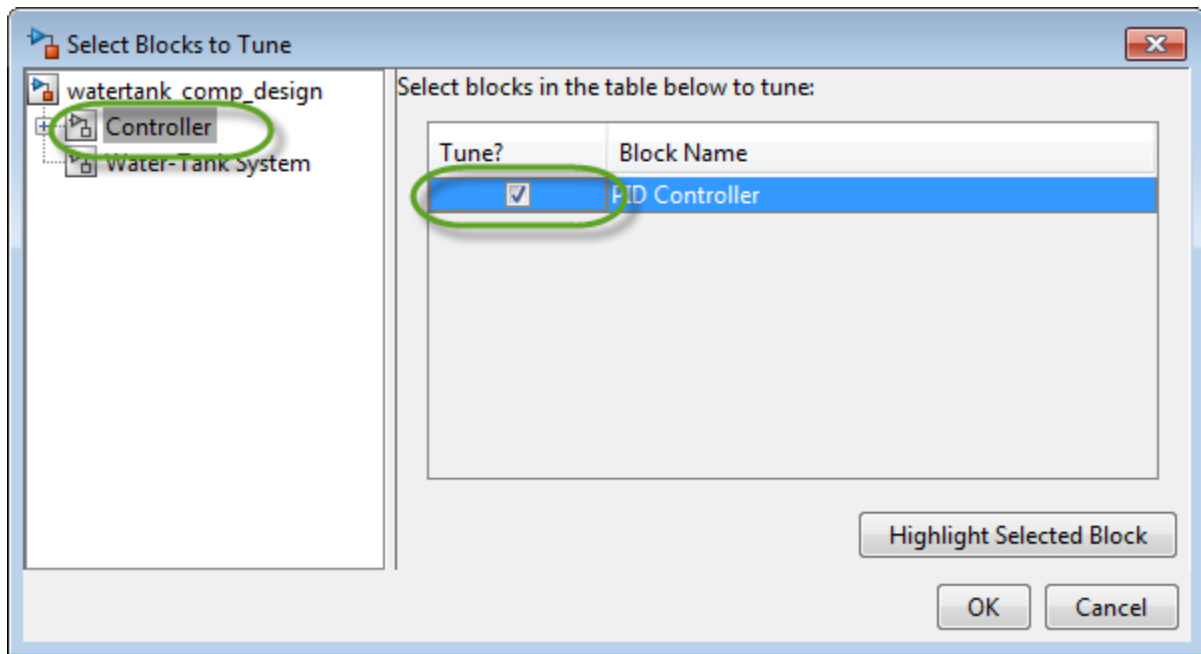 Select Blocks to Tune
watertank_comp_design
Controller
Water-Tank System
Select blocks in the table below to tune:
Tune? Block Name
PID Controller
Highlight Selected Block
OK Cancel